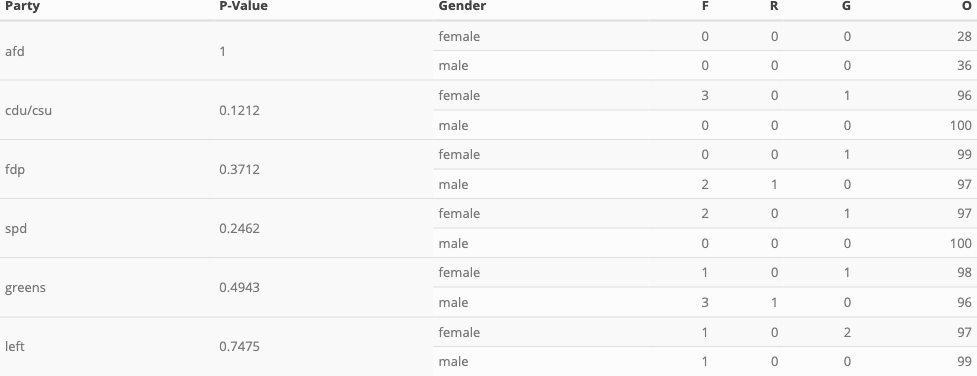 Party P-Value Gender F R G O
female 0 0 0 28
afd 1
male 0 0 0 36
female 3 0 1 96
cdu/csu 0.1212
male 0 0 0 100
female 0 0 1 99
fdp 0.3712
male 2 1 0 97
female 2 0 1 97
spd 0.2462
male 0 0 0 100
female 1 0 1 98
greens 0.4943
male 3 1 0 96
female 1 0 2 97
left 0.7475
male 1 0 0 99